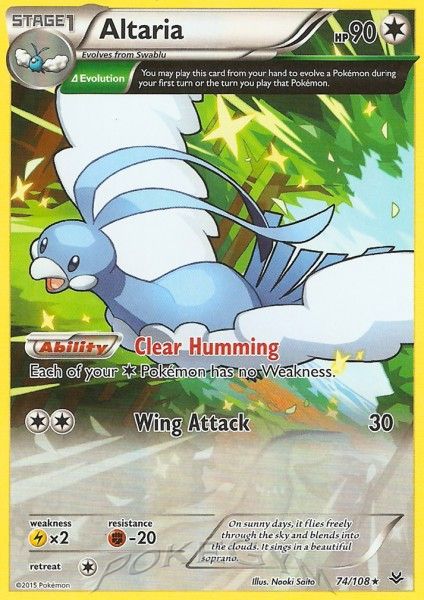 STAGE1
Altaria
HP 90
Evolves from Swablu
Δ Evolution
You may play this card from your hand to evolve a Pokémon during
your first turn or the turn you play that Pokémon.
Ability Clear Humming
Each of your Pokémon has no Weakness.
Wing Attack 30
weakness resistance
×2 -20
retreat
On sunny days, it flies freely
through the sky and blends into
the clouds. It sings in a beautiful
soprano.
©2015 Pokémon
Illus. Naoki Saito 74/108 ★